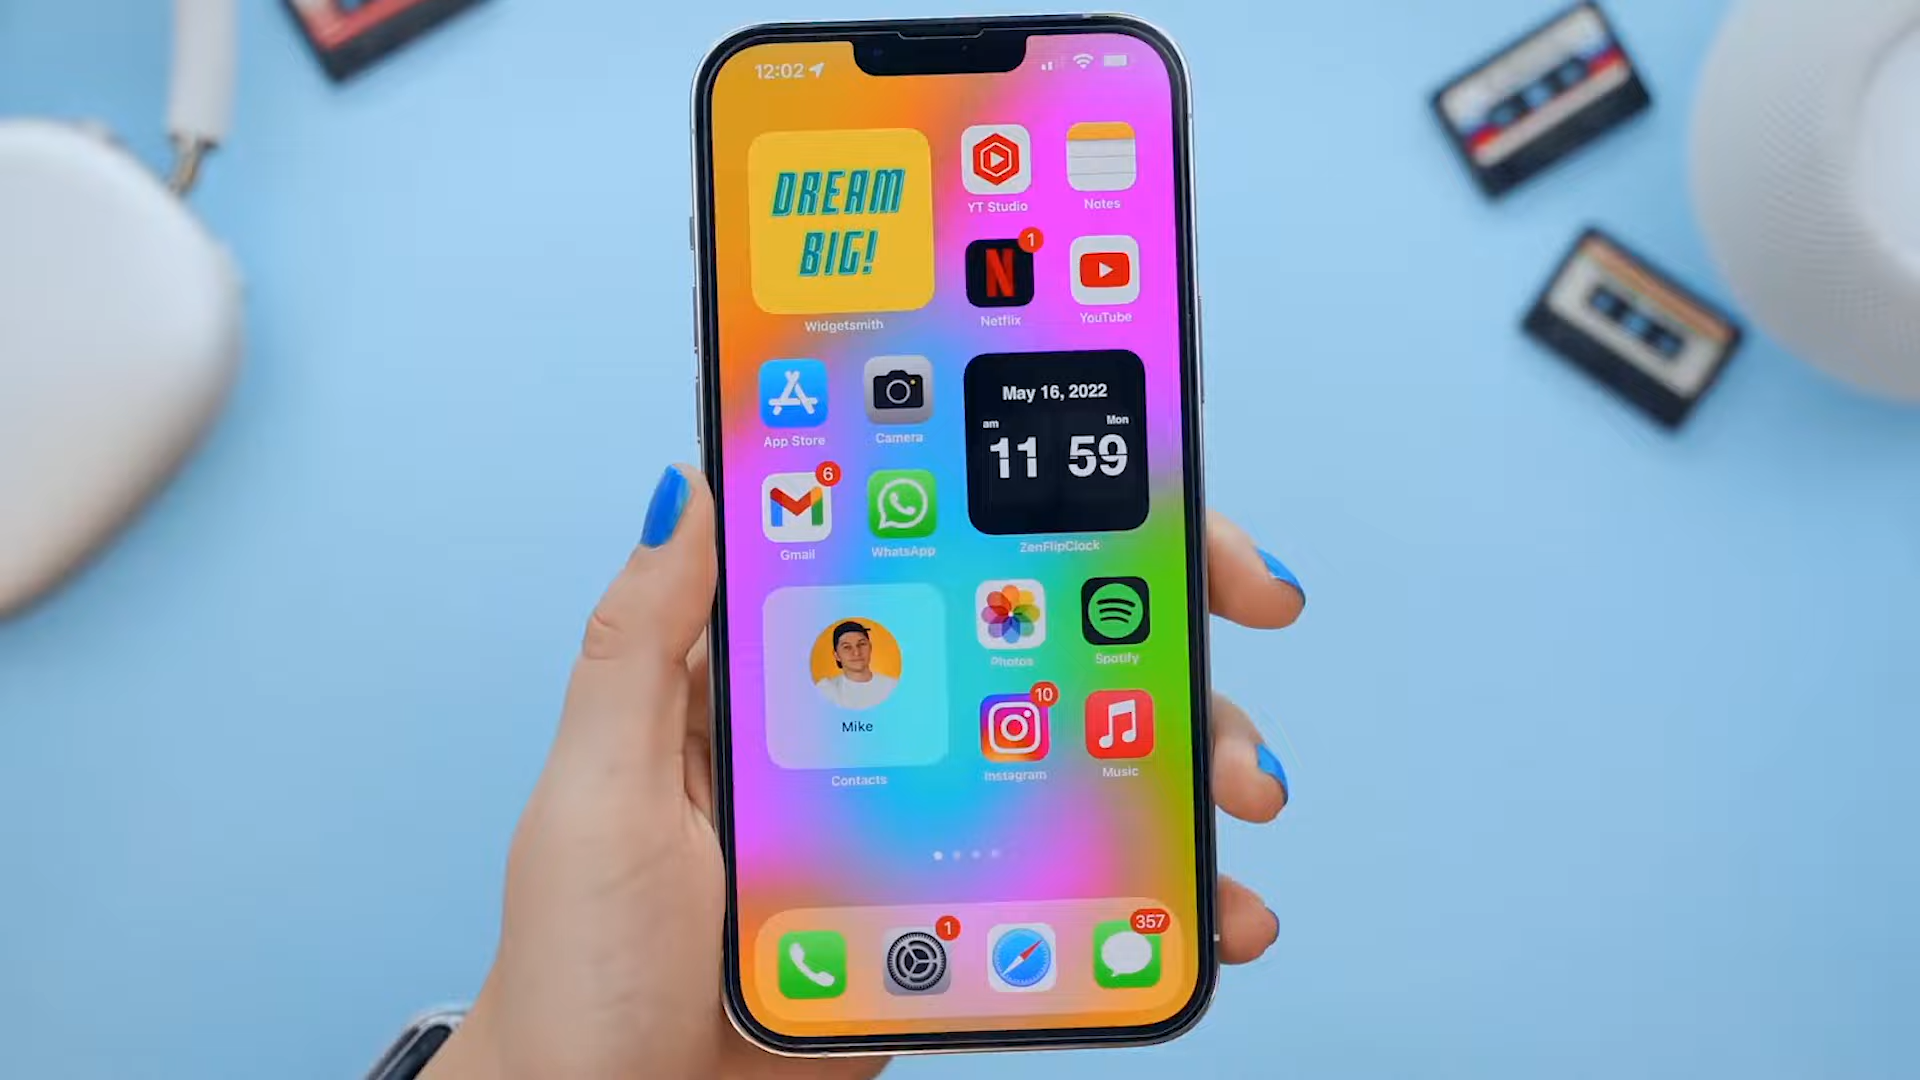 12:02
DREAM
BIG!
Widgetsmith
YT Studio
Notes
1
N
Netflix
YouTube
App Store
Camera
May 16, 2022
am
Mon
11 59
ZenFlipClock
6
Gmail
WhatsApp
Mike
Contacts
Photos
Spotify
10
Instagram
Music
1
357